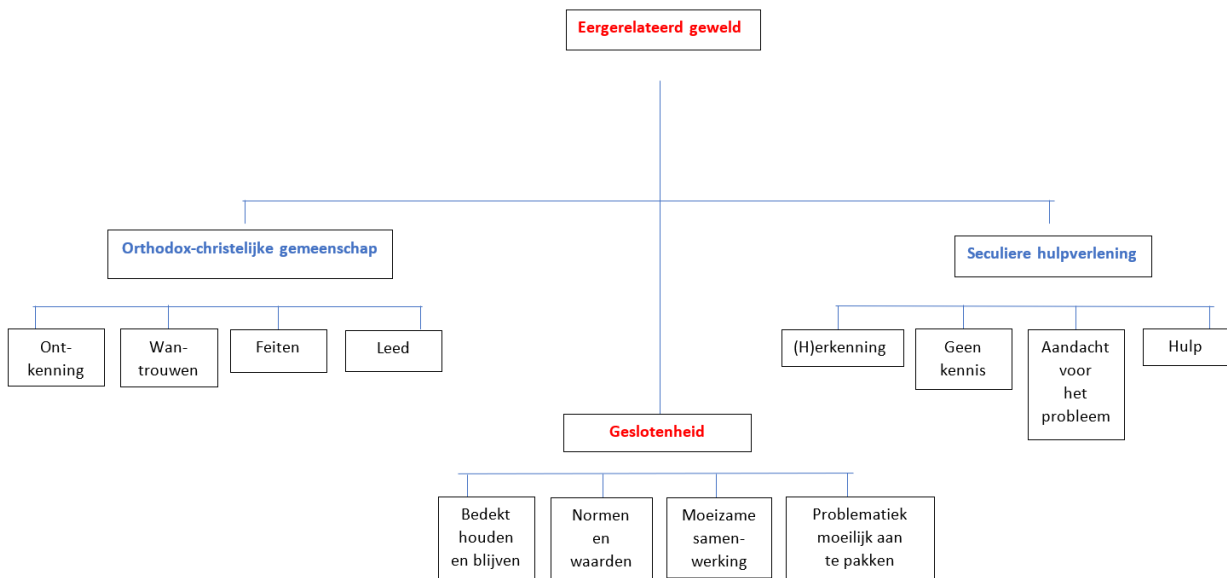 Eergerelateerd geweld
Orthodox-christelijke gemeenschap
Ont-
kenning
Wan-
trouwen
Feiten
Leed
Seculiere hulpverlening
(H)erkenning
Geen
kennis
Aandacht
voor
het
probleem
Hulp
Geslotenheid
Bedekt
houden
en blijven
Normen
en
waarden
Moeizame
samen-
werking
Problematiek
moeilijk aan
te pakken